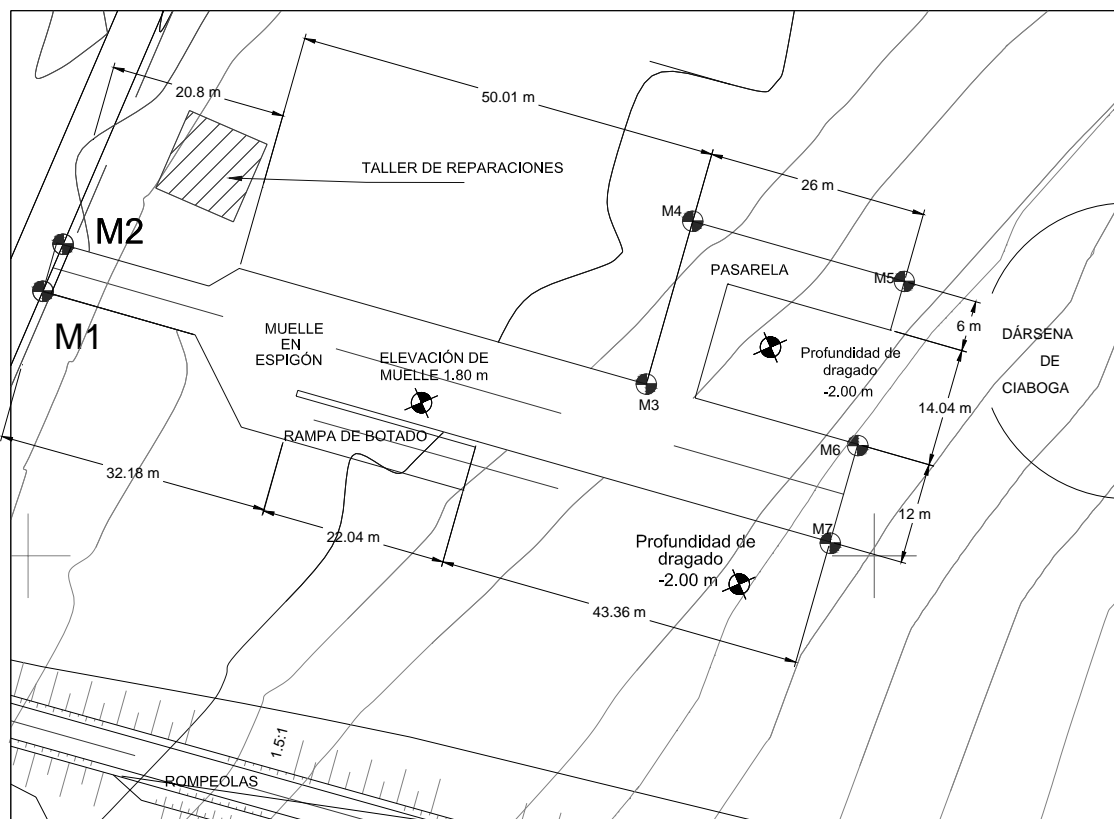 20.8 m
50.01 m
TALLER DE REPARACIONES
26 m
M4
M2
PASARELA
M5
M1
6 m
MUELLE
EN
ESPIGÓN
ELEVACIÓN DE
MUELLE 1.80 m
Profundidad de
dragado
-2.00 m
DÁRSENA
DE
CIABOGA
M3
14.04 m
RAMPA DE BOTADO
M6
32.18 m
12 m
22.04 m
M7
Profundidad de
dragado
-2.00 m
43.36 m
1.5:1
ROMPEOLAS